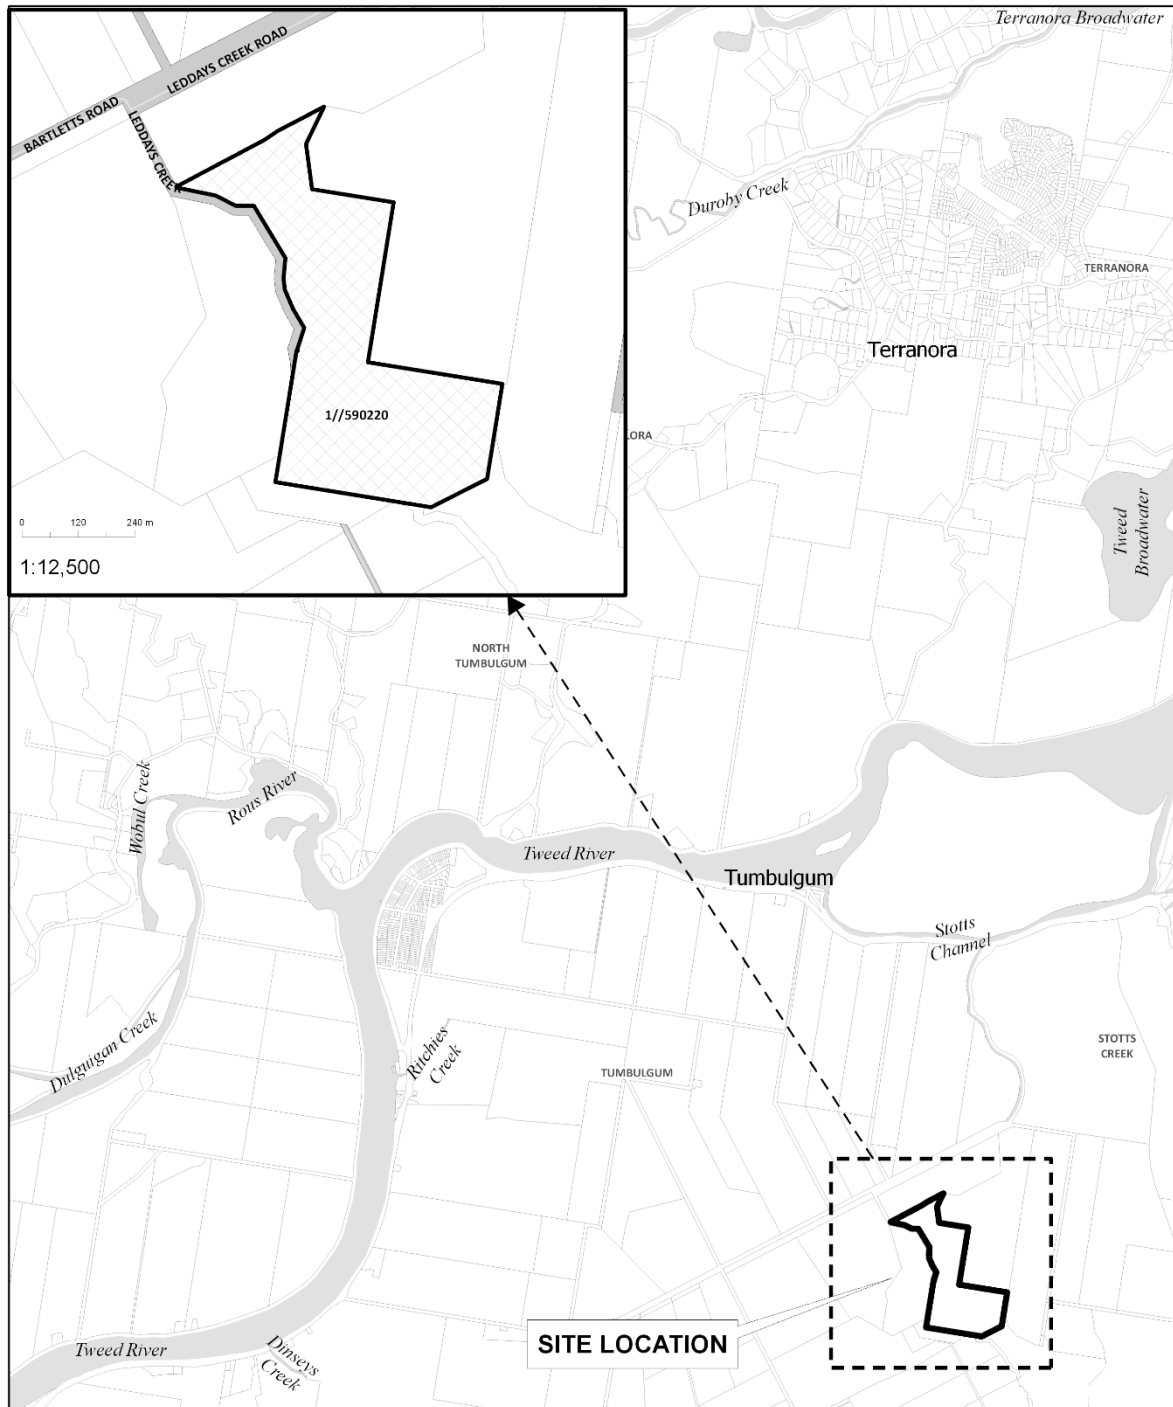 Terranora Broadwater
LEDDAYS CREEK ROAD
BARTLETTS ROAD
LEDDAYS CREEK
Duroby Creek
TERRANORA
Terranora
1//590220
LORA
0 120 240 m
1:12,500
Tweed
Broadwater
NORTH
TUMBULGUM
Wobul Creek
Rous River
Tweed River
Tumbulgum
Stotts
Channel
Dulguigan Creek
Ritchies
Creek
TUMBULGUM
STOTTS
CREEK
SITE LOCATION
Tweed River
Dinseys
Creek